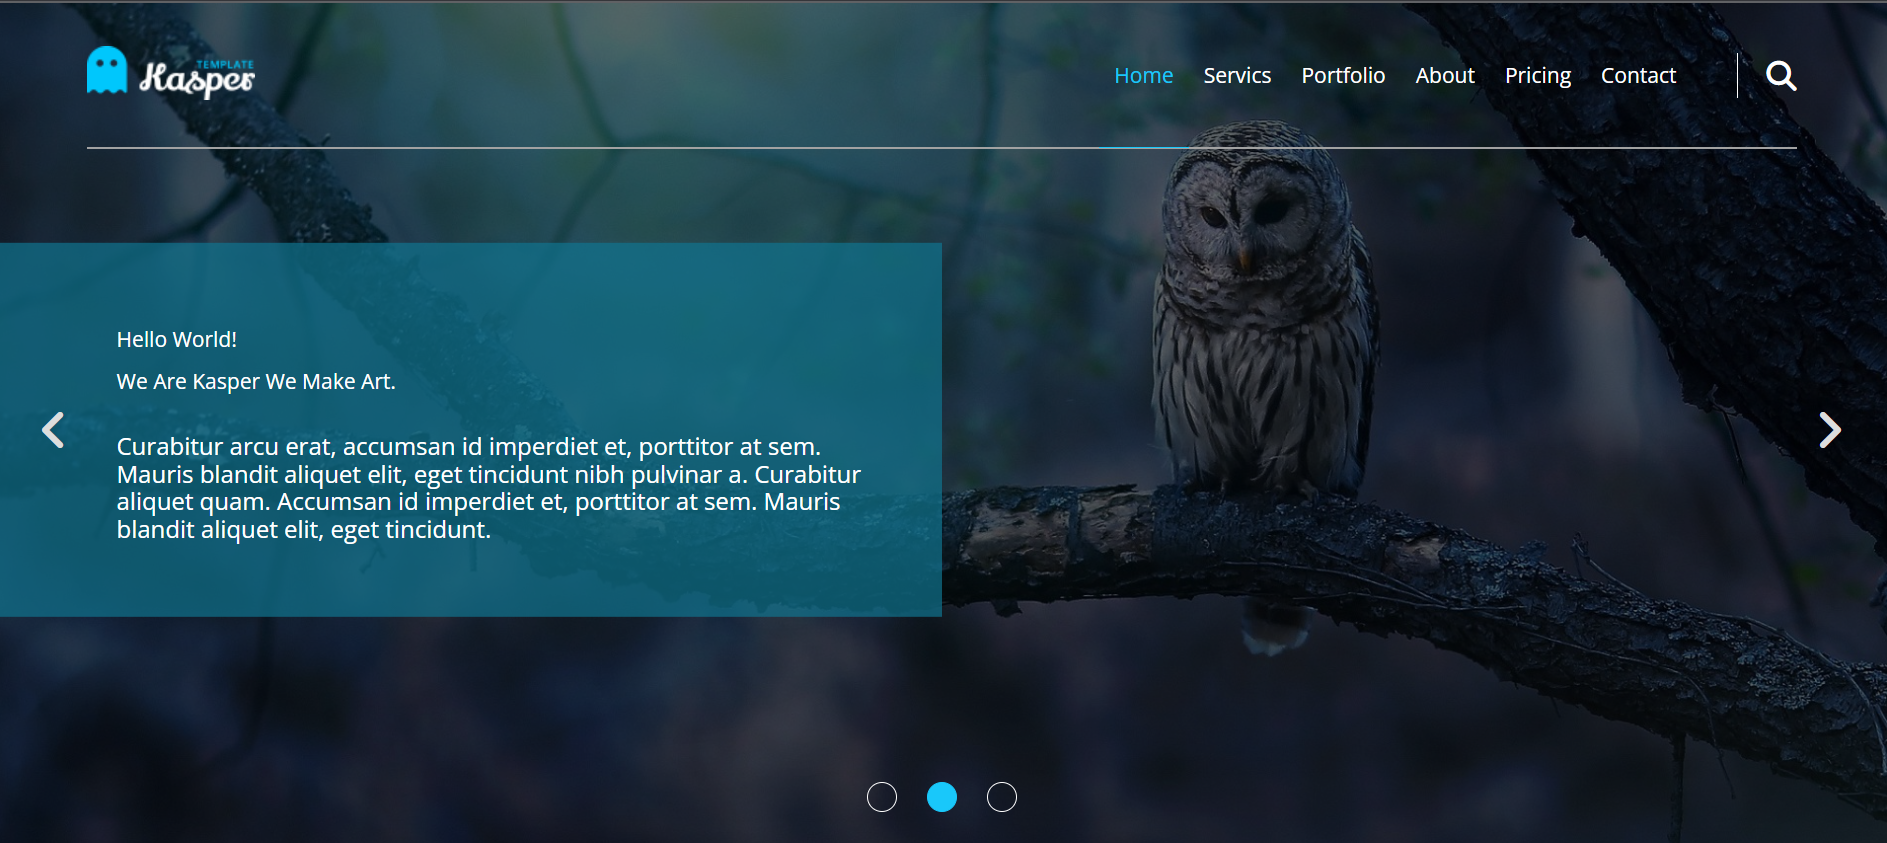 TEMPLATE
Kasper
Home Servics Portfolio About Pricing Contact
Hello World!
We Are Kasper We Make Art.
Curabitur arcu erat, accumsan id imperdiet et, porttitor at sem.
Mauris blandit aliquet elit, eget tincidunt nibh pulvinar a. Curabitur
aliquet quam. Accumsan id imperdiet et, porttitor at sem. Mauris
blandit aliquet elit, eget tincidunt.